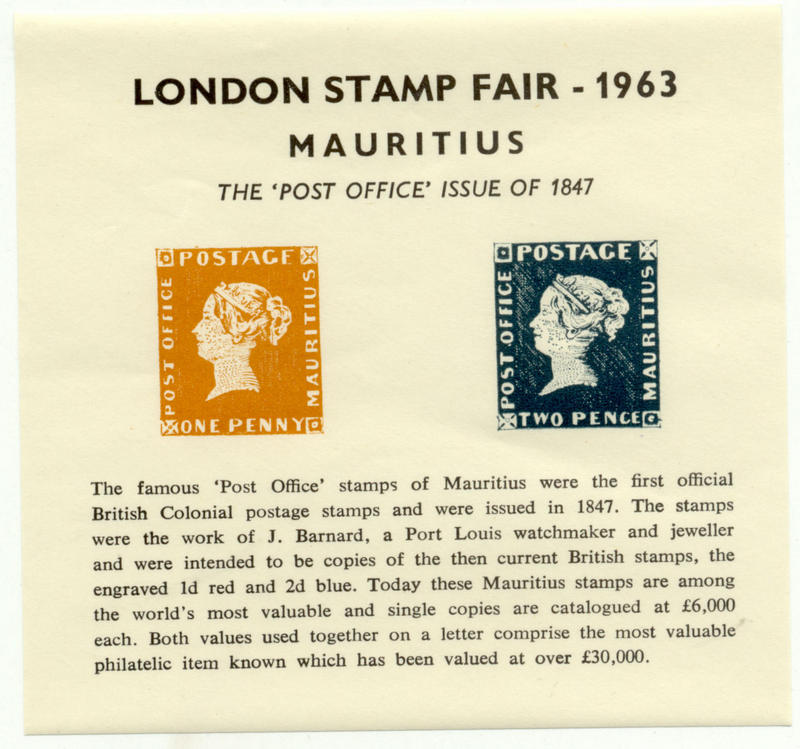 LONDON STAMP FAIR - 1963
MAURITIUS
THE 'POST OFFICE' ISSUE OF 1847
POSTAGE
POST OFFICE
MAURITIUS
ONE PENNY
POSTAGE
POST OFFICE
MAURITIUS
TWO PENCE
The famous 'Post Office' stamps of Mauritius were the first official
British Colonial postage stamps and were issued in 1847. The stamps
were the work of J. Barnard, a Port Louis watchmaker and jeweller
and were intended to be copies of the then current British stamps, the
engraved 1d red and 2d blue. Today these Mauritius stamps are among
the world's most valuable and single copies are catalogued at £6,000
each. Both values used together on a letter comprise the most valuable
philatelic item known which has been valued at over £30,000.